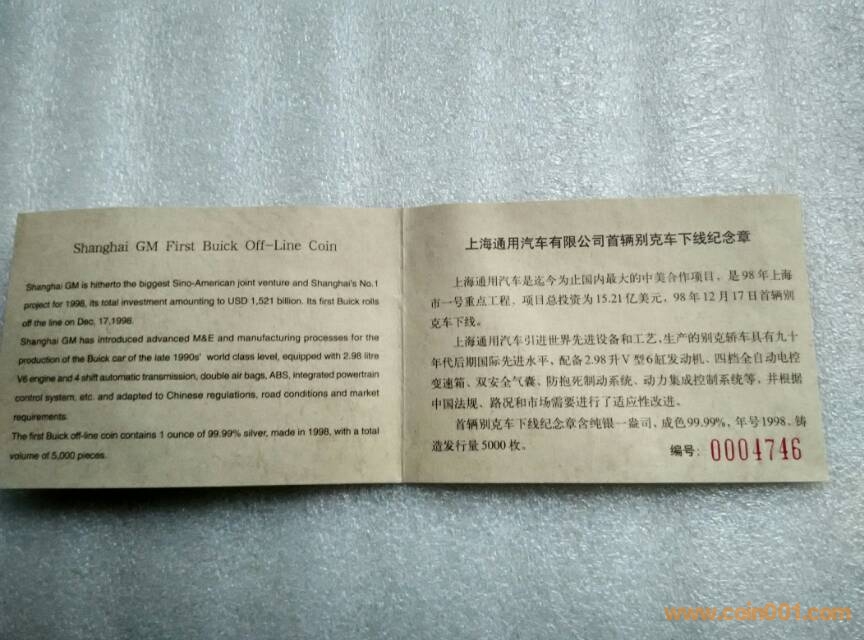 Shanghai GM First Buick Off-Line Coin
Shanghai GM is hitherto the biggest Sino-American joint venture and Shanghai's No.1
project for 1998, its total investment amounting to USD 1,521 billion. Its first Buick rolls
off the line on Dec. 17,1998.
Shanghai GM has introduced advanced M&E and manufacturing processes for the
production of the Buick car of the late 1990s' world class level, equipped with 2.98 litre
V6 engine and 4 shift automatic transmission, double air bags, ABS, integrated powertrain
control system, etc. and adapted to Chinese regulations, road conditions and market
requirements.
The first Buick off-line coin contains 1 ounce of 99.99% silver, made in 1998, with a total
volume of 5,000 pieces.
上海通用汽车有限公司首辆别克车下线纪念章
上海通用汽车是迄今为止国内最大的中美合作项目，是98年上海
市一号重点工程。项目总投资为15.21亿美元，98年12月17日首辆别
克车下线。
上海通用汽车引进世界先进设备和工艺，生产的别克轿车具有九十
年代后期国际先进水平，配备2.98升V型6缸发动机、四档全自动电控
变速箱、双安全气囊、防抱死制动系统、动力集成控制系统等，并根据
中国法规、路况和市场需要进行了适应性改进。
首辆别克车下线纪念章含纯银一盎司，成色99.99%，年号1998。铸
造发行量5000枚。
编号：0004746
www.coin001.com